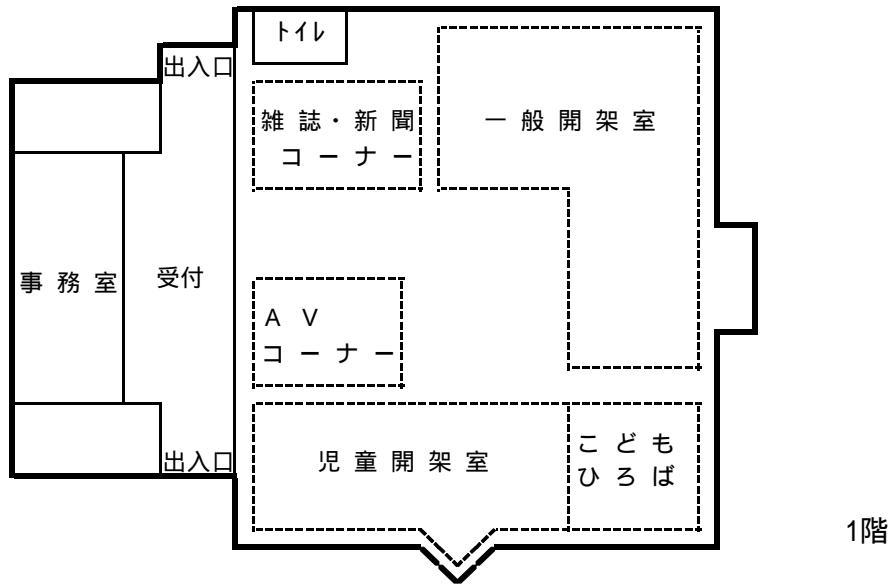 トイレ
出入口
雑誌・新聞
コーナー
一般開架室
事務室
受付
AV
コーナー
児童開架室
こども
ひろば
出入口
1階